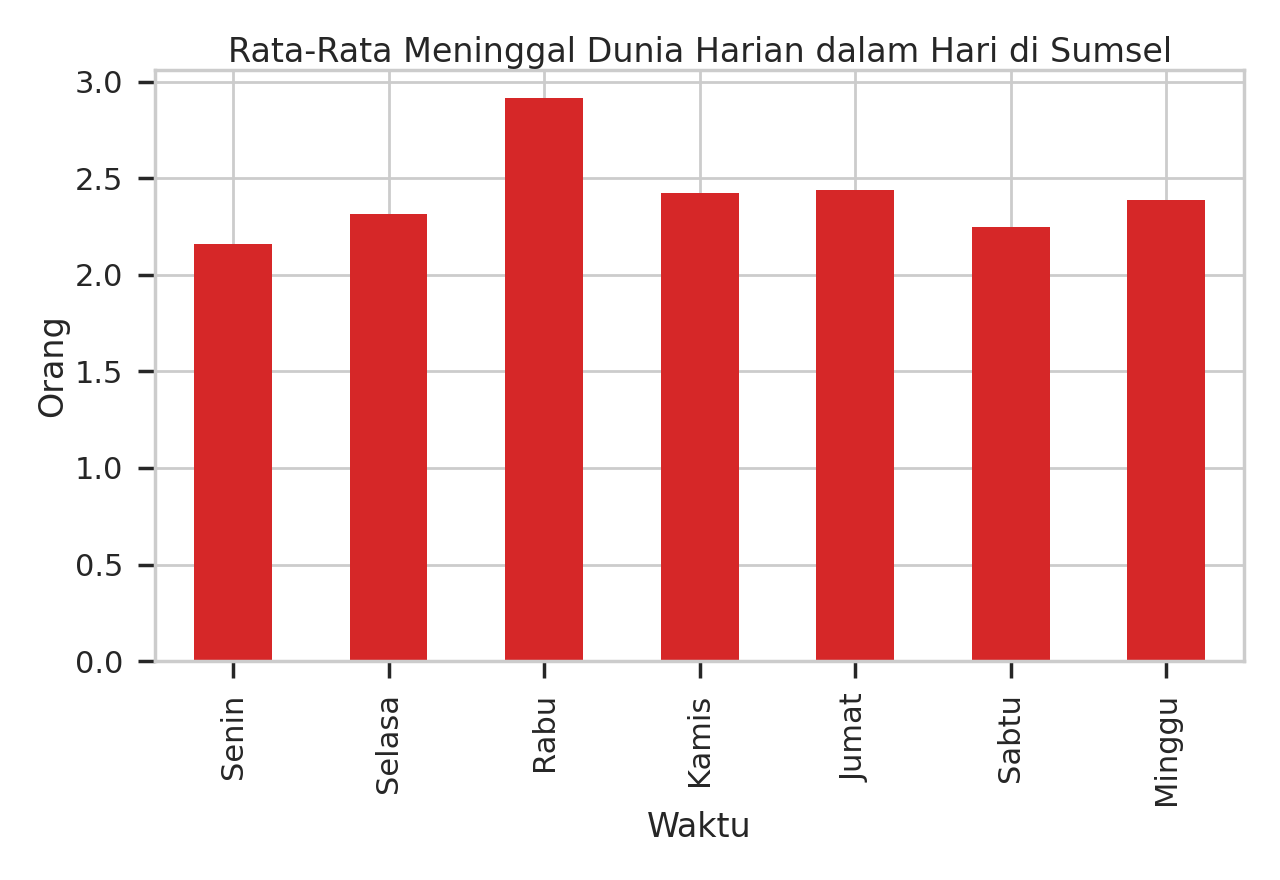 Rata-Rata Meninggal Dunia Harian dalam Hari di Sumsel
3.0
2.5
2.0
1.5
1.0
0.5
0.0
Orang
Senin
Selasa
Rabu
Kamis
Jumat
Sabtu
Minggu
Waktu